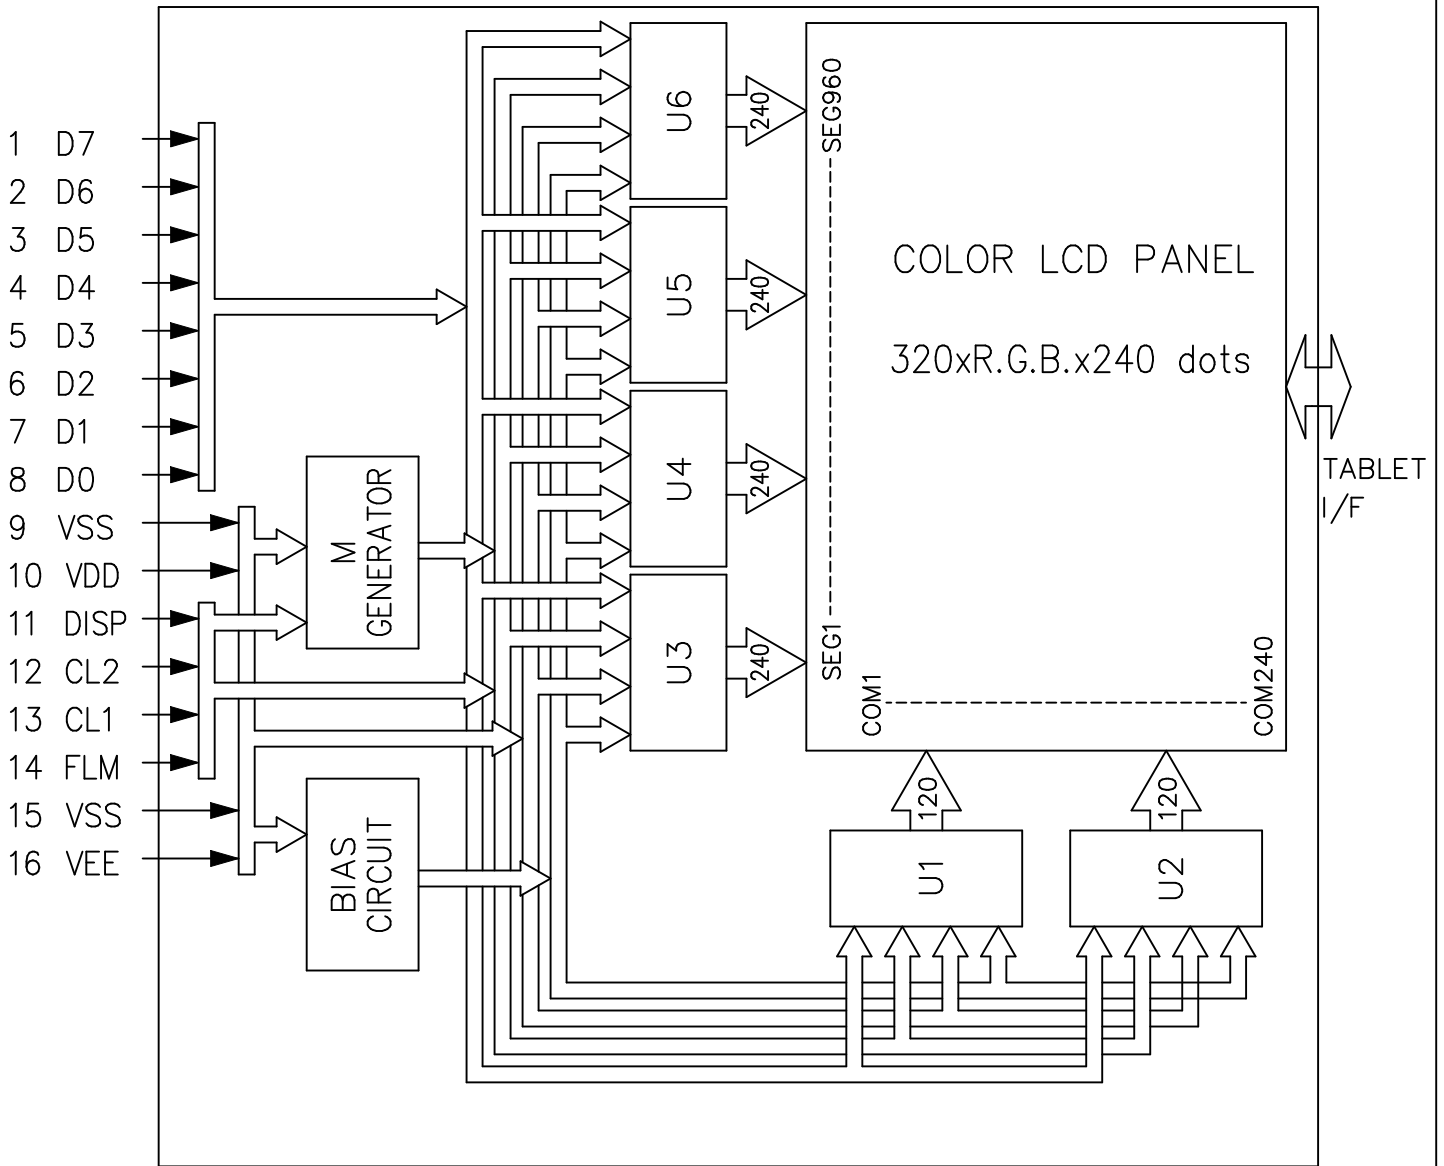 1 D7
2 D6
3 D5
4 D4
5 D3
6 D2
7 D1
8 D0
9 VSS
10 VDD
11 DISP
12 CL2
13 CL1
14 FLM
15 VSS
16 VEE
M
GENERATOR
BIAS
CIRCUIT
U6
240
U5
240
U4
240
U3
240
SEG960
SEG1
COLOR LCD PANEL
320xR.G.B.x240 dots
COM1
COM240
120
120
U1
U2
TABLET
I/F